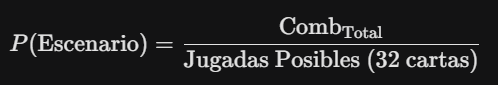 P(Escenario) = Comb_Total / Jugadas Posibles (32 cartas)